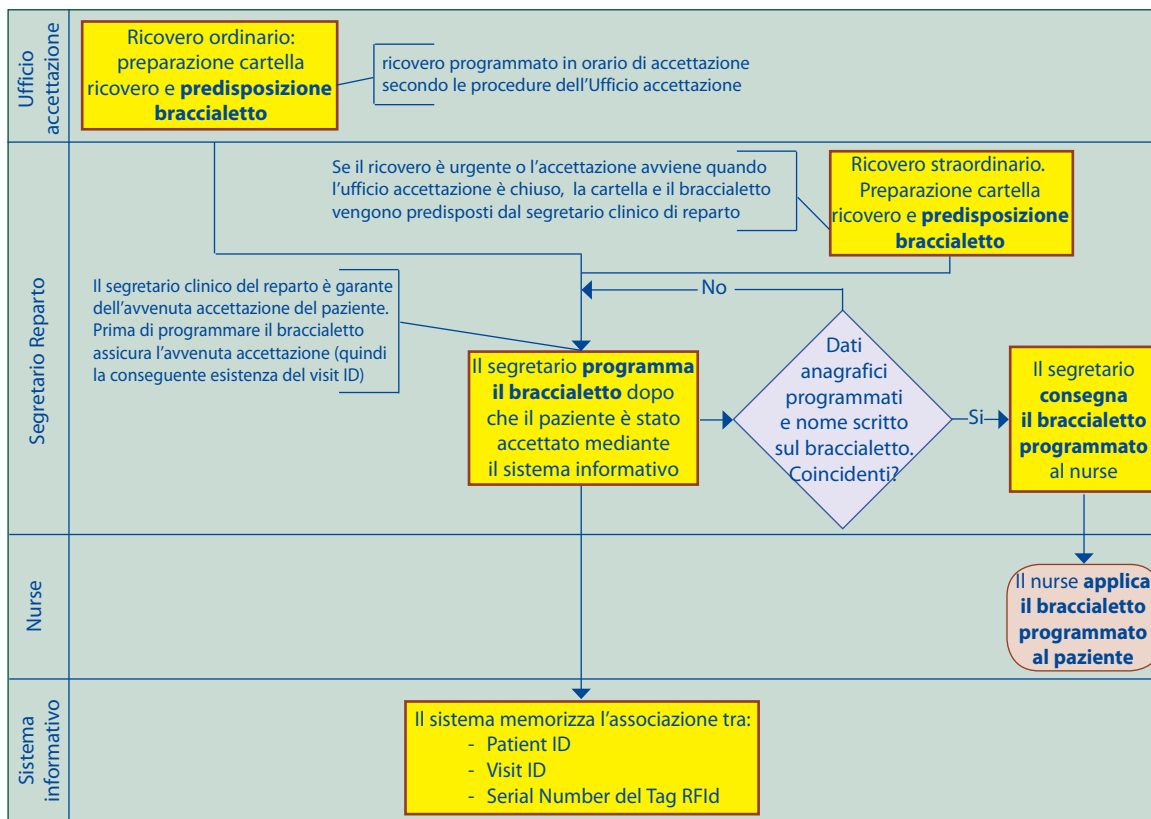 Ufficio
accettazione
Ricovero ordinario:
preparazione cartella
ricovero e predisposizione
braccialetto
ricovero programmato in orario di accettazione
secondo le procedure dell’Ufficio accettazione
Segretario Reparto
Se il ricovero è urgente o l’accettazione avviene quando
l’ufficio accettazione è chiuso, la cartella e il braccialetto
vengono predisposti dal segretario clinico di reparto
Ricovero straordinario.
Preparazione cartella
ricovero e predisposizione
braccialetto
Il segretario clinico del reparto è garante
dell’avvenuta accettazione del paziente.
Prima di programmare il braccialetto
assicura l’avvenuta accettazione (quindi
la conseguente esistenza del visit ID)
No
Il segretario programma
il braccialetto dopo
che il paziente è stato
accettato mediante
il sistema informativo
Dati
anagrafici
programmati
e nome scritto
sul braccialetto.
Coincidenti?
Si
Il segretario
consegna
il braccialetto
programmato
al nurse
Nurse
Il nurse applica
il braccialetto
programmato
al paziente
Sistema
informativo
Il sistema memorizza l’associazione tra:
- Patient ID
- Visit ID
- Serial Number del Tag RFId